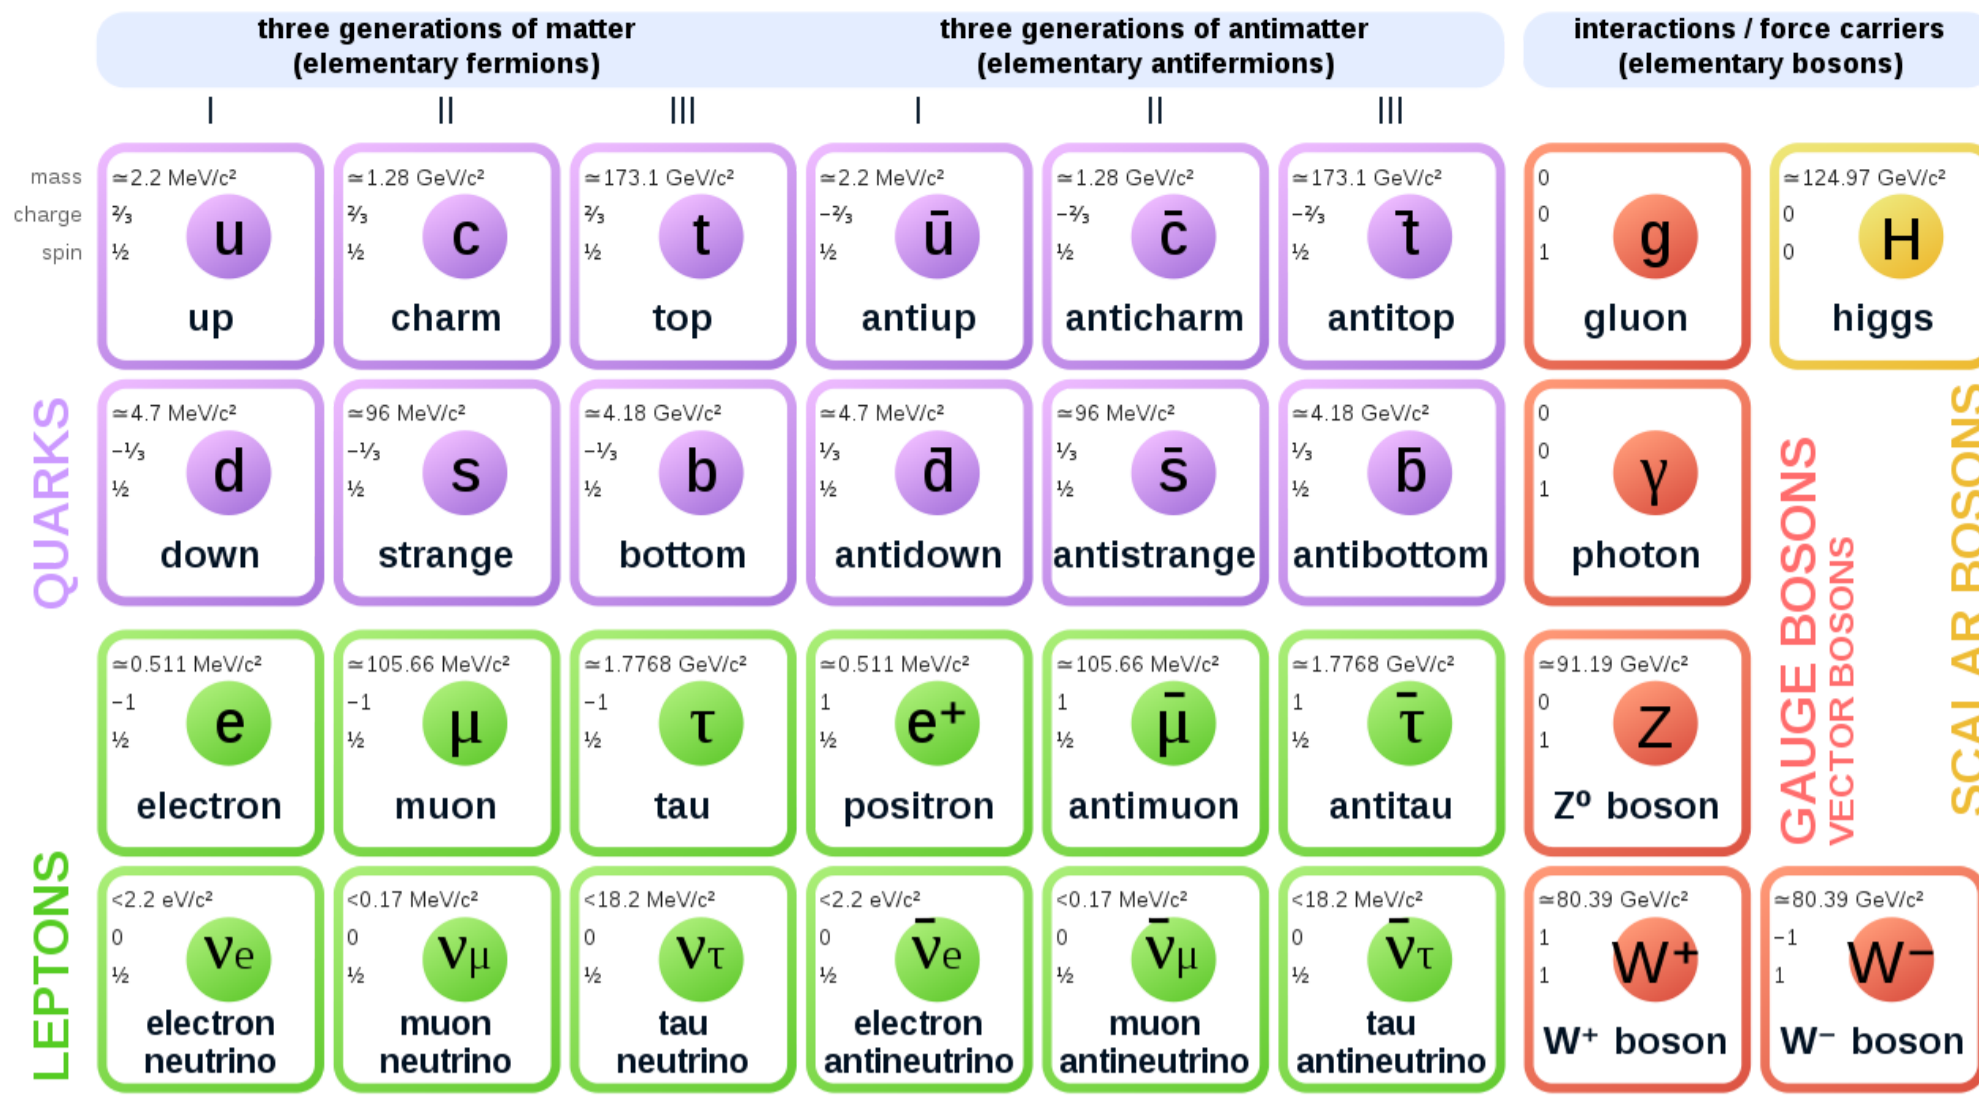 three generations of matter
(elementary fermions)
three generations of antimatter
(elementary antifermions)
interactions / force carriers
(elementary bosons)
I
II
III
I
II
III
mass
charge
spin
≃2.2 MeV/c²
⅔
½
u
up
≃1.28 GeV/c²
⅔
½
c
charm
≃173.1 GeV/c²
⅔
½
t
top
≃2.2 MeV/c²
−⅔
½
ū
antiup
≃1.28 GeV/c²
−⅔
½
c̄
anticharm
≃173.1 GeV/c²
−⅔
½
t̄
antitop
0
0
1
g
gluon
≃124.97 GeV/c²
0
0
H
higgs
QUARKS
≃4.7 MeV/c²
−⅓
½
d
down
≃96 MeV/c²
−⅓
½
s
strange
≃4.18 GeV/c²
−⅓
½
b
bottom
≃4.7 MeV/c²
⅓
½
d̄
antidown
≃96 MeV/c²
⅓
½
s̄
antistrange
≃4.18 GeV/c²
⅓
½
b̄
antibottom
0
0
1
γ
photon
GAUGE BOSONS
VECTOR BOSONS
SCALAR BOSONS
≃0.511 MeV/c²
−1
½
e
electron
≃105.66 MeV/c²
−1
½
μ
muon
≃1.7768 GeV/c²
−1
½
τ
tau
≃0.511 MeV/c²
1
½
e⁺
positron
≃105.66 MeV/c²
1
½
μ̄
antimuon
≃1.7768 GeV/c²
1
½
τ̄
antitau
≃91.19 GeV/c²
0
1
Z
Z⁰ boson
LEPTONS
<2.2 eV/c²
0
½
νe
electron
neutrino
<0.17 MeV/c²
0
½
νμ
muon
neutrino
<18.2 MeV/c²
0
½
ντ
tau
neutrino
<2.2 eV/c²
0
½
ν̄e
electron
antineutrino
<0.17 MeV/c²
0
½
ν̄μ
muon
antineutrino
<18.2 MeV/c²
0
½
ν̄τ
tau
antineutrino
≃80.39 GeV/c²
1
1
W⁺
W⁺ boson
≃80.39 GeV/c²
−1
1
W⁻
W⁻ boson